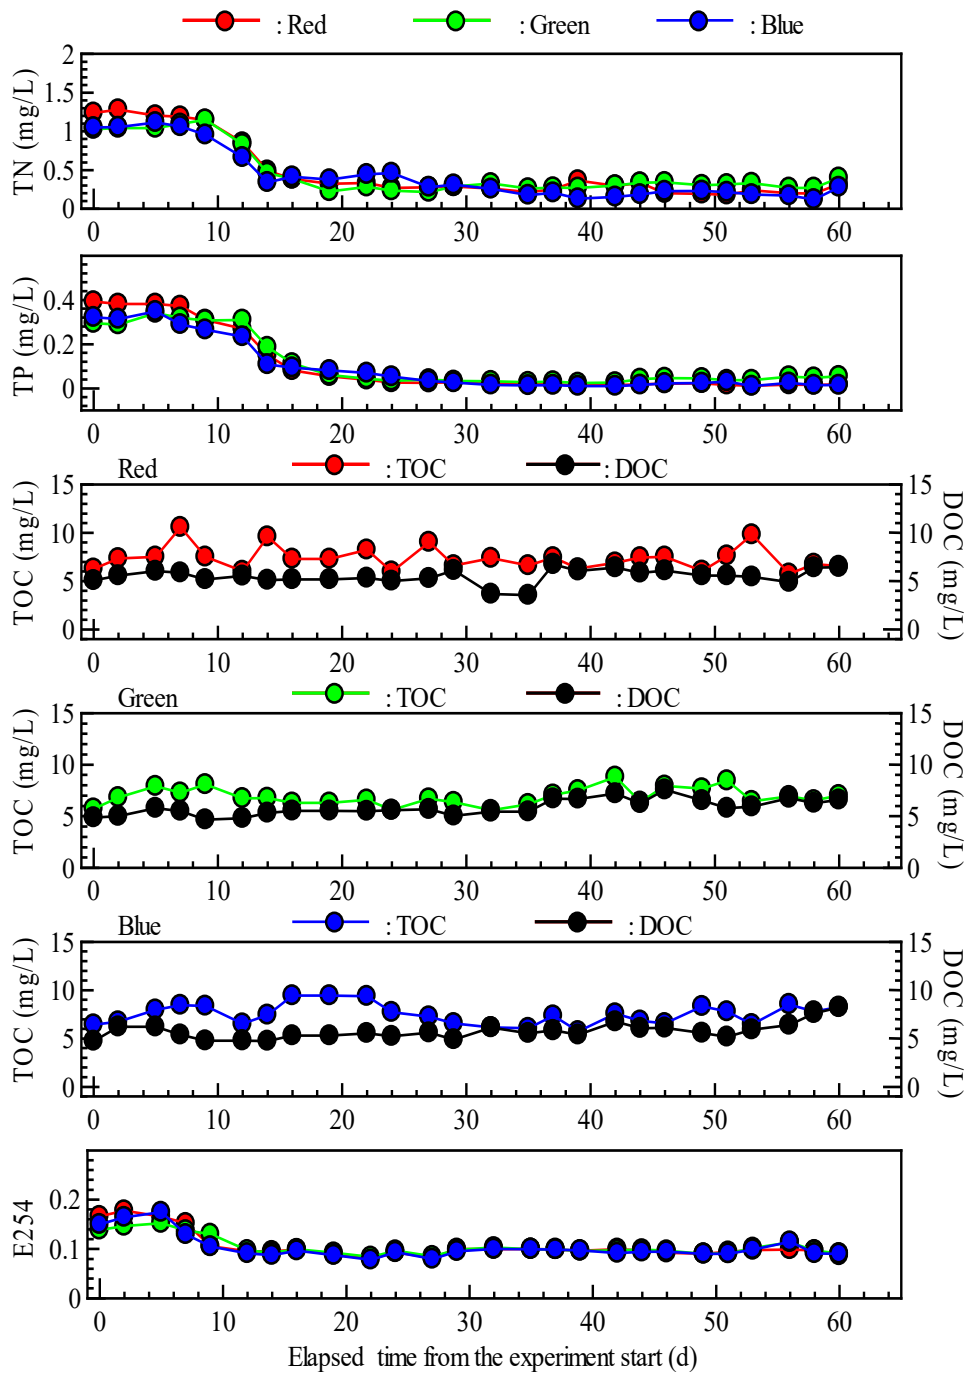 : Red : Green : Blue
TN (mg/L)
2
1.5
1
0.5
0
0 10 20 30 40 50 60
TP (mg/L)
0.4
0.2
0
0 10 20 30 40 50 60
Red : TOC : DOC
TOC (mg/L)
15 15
10 10
5 5
0 0
DOC (mg/L)
0 10 20 30 40 50 60
Green : TOC : DOC
TOC (mg/L)
15 15
10 10
5 5
0 0
DOC (mg/L)
0 10 20 30 40 50 60
Blue : TOC : DOC
TOC (mg/L)
15 15
10 10
5 5
0 0
DOC (mg/L)
0 10 20 30 40 50 60
E254
0.2
0.1
0
0 10 20 30 40 50 60
Elapsed time from the experiment start (d)